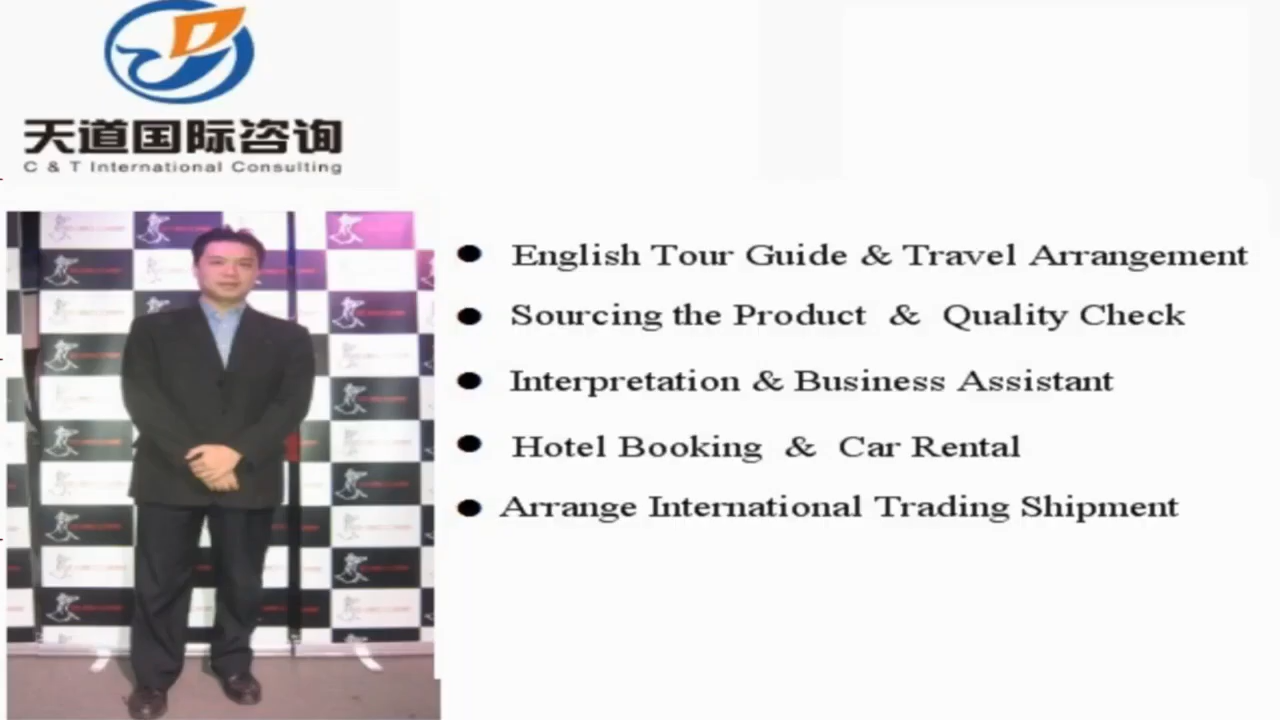 天道国际咨询
C & T International Consulting
English Tour Guide & Travel Arrangement
Sourcing the Product & Quality Check
Interpretation & Business Assistant
Hotel Booking & Car Rental
Arrange International Trading Shipment